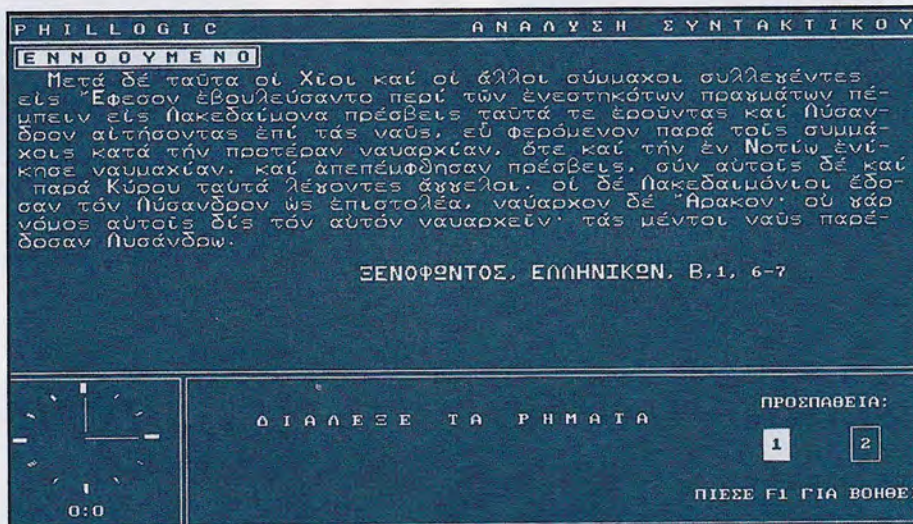 PHILLOGIC ΑΝΑΛΥΣΗ ΣΥΝΤΑΚΤΙΚΟΥ
ΕΝΝΟΟΥΜΕΝΟ
Μετά δέ ταῦτα οἱ Χῖοι καί οἱ ἄλλοι σύμμαχοι συλλεγέντες
εἰς Ἔφεσον ἐβουλεύσαντο περί τῶν ἐνεστηκότων πραγμάτων πέ-
μπειν εἰς Λακεδαίμονα πρέσβεις ταῦτά τε ἐροῦντας καί Λύσαν-
δρον αἰτήσοντας ἐπί τάς ναῦς, εὖ φερόμενον παρά τοῖς συμμά-
χοις κατά τήν προτέραν ναυαρχίαν, ὅτε καί τήν ἐν Νοτίῳ ἐνί-
κησε ναυμαχίαν. καί ἀπεπέμφθησαν πρέσβεις, σύν αὐτοῖς δέ καί
παρά Κύρου ταὐτά λέγοντες ἄγγελοι. οἱ δέ Λακεδαιμόνιοι ἔδο-
σαν τόν Λύσανδρον ὡς ἐπιστολέα, ναύαρχον δέ Ἄρακον· οὐ γάρ
νόμος αὐτοῖς δίς τόν αὐτόν ναυαρχεῖν· τάς μέντοι ναῦς παρέ-
δοσαν Λυσάνδρῳ.
ΞΕΝΟΦΩΝΤΟΣ, ΕΛΛΗΝΙΚΩΝ, Β,1, 6-7
ΔΙΑΛΕΞΕ ΤΑ ΡΗΜΑΤΑ
ΠΡΟΣΠΑΘΕΙΑ:
1 2
ΠΙΕΣΕ F1 ΓΙΑ ΒΟΗΘΕ
0:0